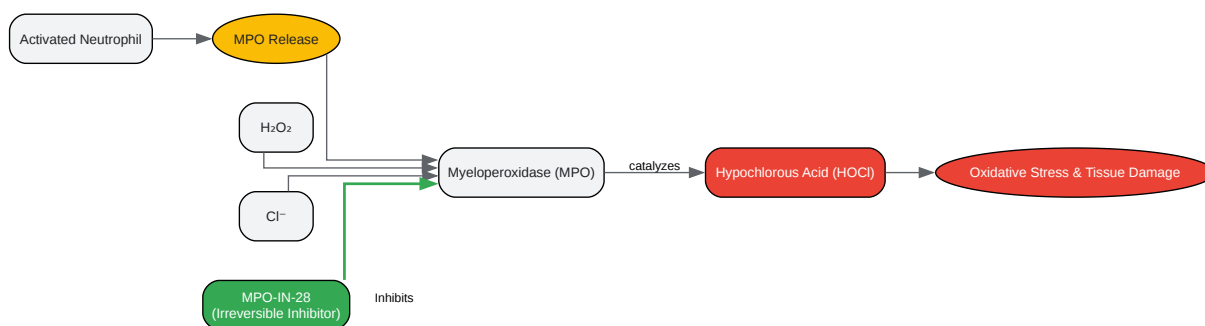 Activated Neutrophil
MPO Release
H₂O₂
Cl⁻
Myeloperoxidase (MPO)
catalyzes
Hypochlorous Acid (HOCl)
Oxidative Stress & Tissue Damage
MPO-IN-28
(Irreversible Inhibitor)
Inhibits